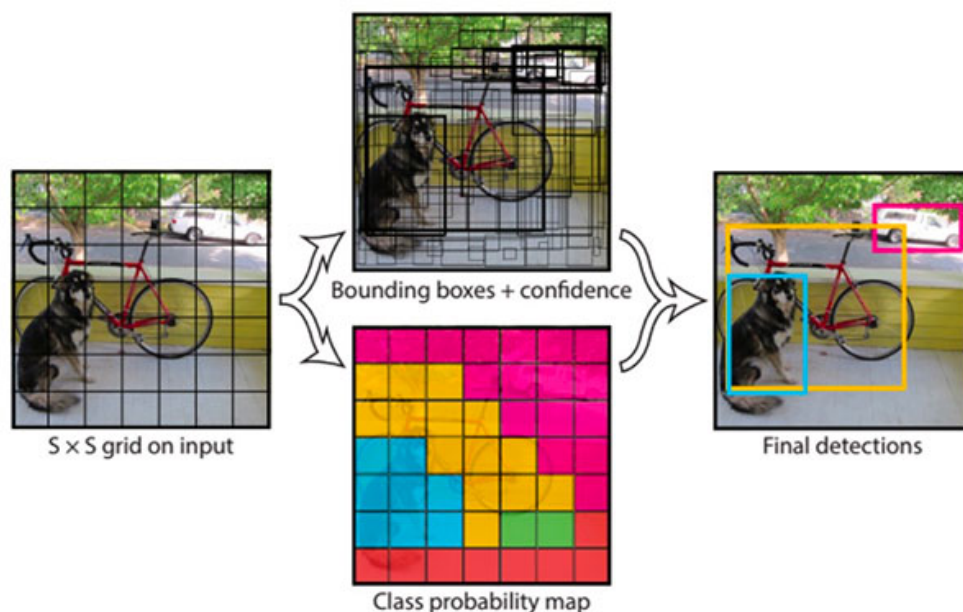 S × S grid on input
Bounding boxes + confidence
Class probability map
Final detections